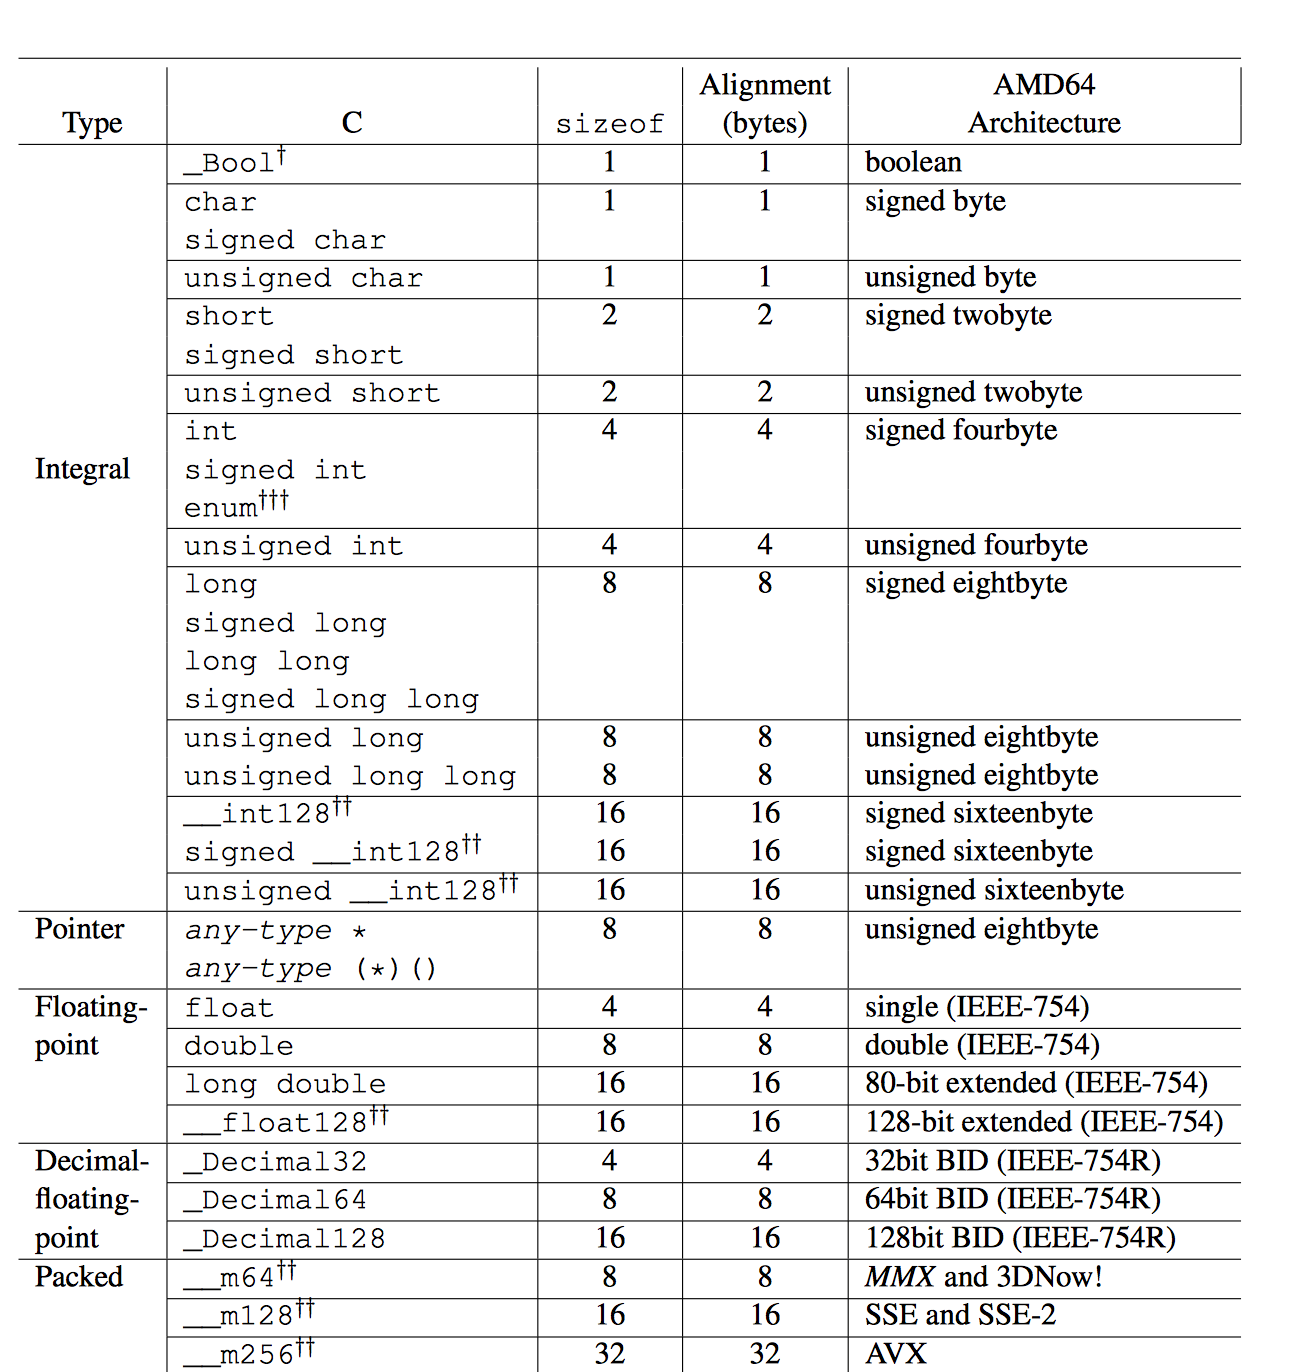 Type C sizeof Alignment (bytes) AMD64 Architecture
_Bool† 1 1 boolean
char 1 1 signed byte
signed char
unsigned char 1 1 unsigned byte
short 2 2 signed twobyte
signed short
unsigned short 2 2 unsigned twobyte
int 4 4 signed fourbyte
Integral signed int
enum†††
unsigned int 4 4 unsigned fourbyte
long 8 8 signed eightbyte
signed long
long long
signed long long
unsigned long 8 8 unsigned eightbyte
unsigned long long 8 8 unsigned eightbyte
__int128†† 16 16 signed sixteenbyte
signed __int128†† 16 16 signed sixteenbyte
unsigned __int128†† 16 16 unsigned sixteenbyte
Pointer any-type * 8 8 unsigned eightbyte
any-type (*)()
Floating- float 4 4 single (IEEE-754)
point double 8 8 double (IEEE-754)
long double 16 16 80-bit extended (IEEE-754)
__float128†† 16 16 128-bit extended (IEEE-754)
Decimal- _Decimal32 4 4 32bit BID (IEEE-754R)
floating- _Decimal64 8 8 64bit BID (IEEE-754R)
point _Decimal128 16 16 128bit BID (IEEE-754R)
Packed __m64†† 8 8 MMX and 3DNow!
__m128†† 16 16 SSE and SSE-2
__m256†† 32 32 AVX